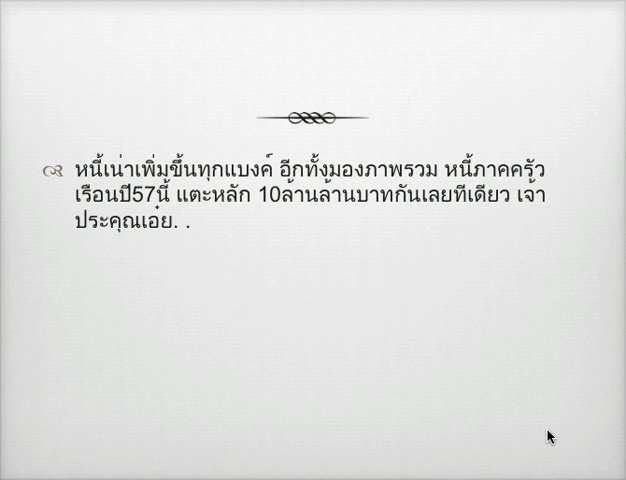 หนี้เน่าเพิ่มขึ้นทุกแบงค์ อีกทั้งมองภาพรวม หนี้ภาคครัว
เรือนปี57นี้ แตะหลัก 10ล้านล้านบาทกันเลยทีเดียว เจ้า
ประคุณเอ๋ย. .